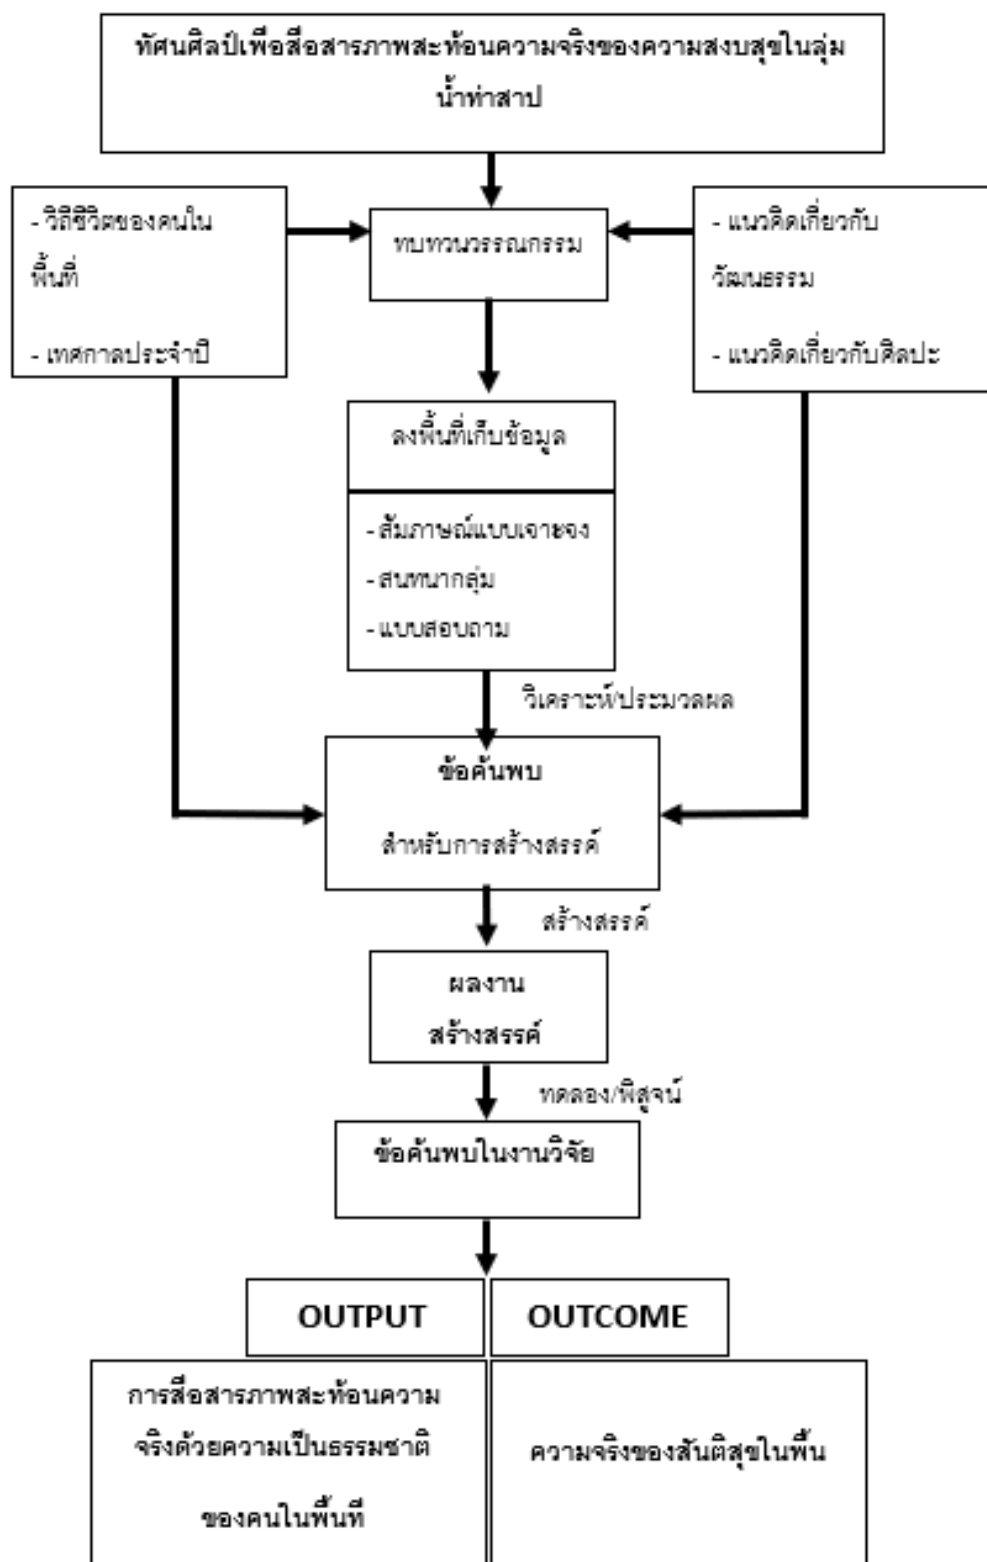 ทัศนศิลป์เพื่อสื่อสารภาพสะท้อนความจริงของความสงบสุขในลุ่ม
น้ำท่าสาป
- วิถีชีวิตของคนใน
พื้นที่
- เทศกาลประจำปี
ทบทวนวรรณกรรม
- แนวคิดเกี่ยวกับ
วัฒนธรรม
- แนวคิดเกี่ยวกับศิลปะ
ลงพื้นที่เก็บข้อมูล
- สัมภาษณ์แบบเจาะจง
- สนทนากลุ่ม
- แบบสอบถาม
วิเคราะห์/ประมวลผล
ข้อค้นพบ
สำหรับการสร้างสรรค์
สร้างสรรค์
ผลงาน
สร้างสรรค์
ทดลอง/พิสูจน์
ข้อค้นพบในงานวิจัย
OUTPUT
OUTCOME
การสื่อสารภาพสะท้อนความ
จริงด้วยความเป็นธรรมชาติ
ของคนในพื้นที่
ความจริงของสันติสุขในพื้น